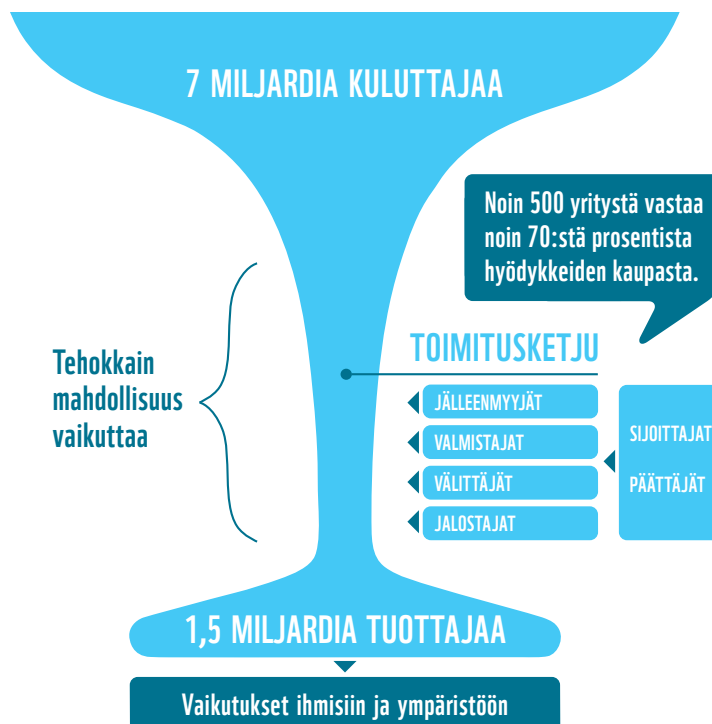 7 MILJARDIA KULUTTAJAA
Noin 500 yritystä vastaa
noin 70:stä prosentista
hyödykkeiden kaupasta.
Tehokkain
mahdollisuus
vaikuttaa
TOIMITUSKETJU
JÄLLEENMYYJÄT
VALMISTAJAT
VÄLITTÄJÄT
JALOSTAJAT
SIJOITTAJAT
PÄÄTTÄJÄT
1,5 MILJARDIA TUOTTAJAA
Vaikutukset ihmisiin ja ympäristöön